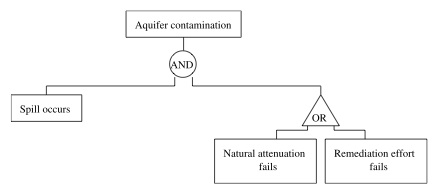 Aquifer contamination
AND
Spill occurs
OR
Natural attenuation
fails
Remediation effort
fails